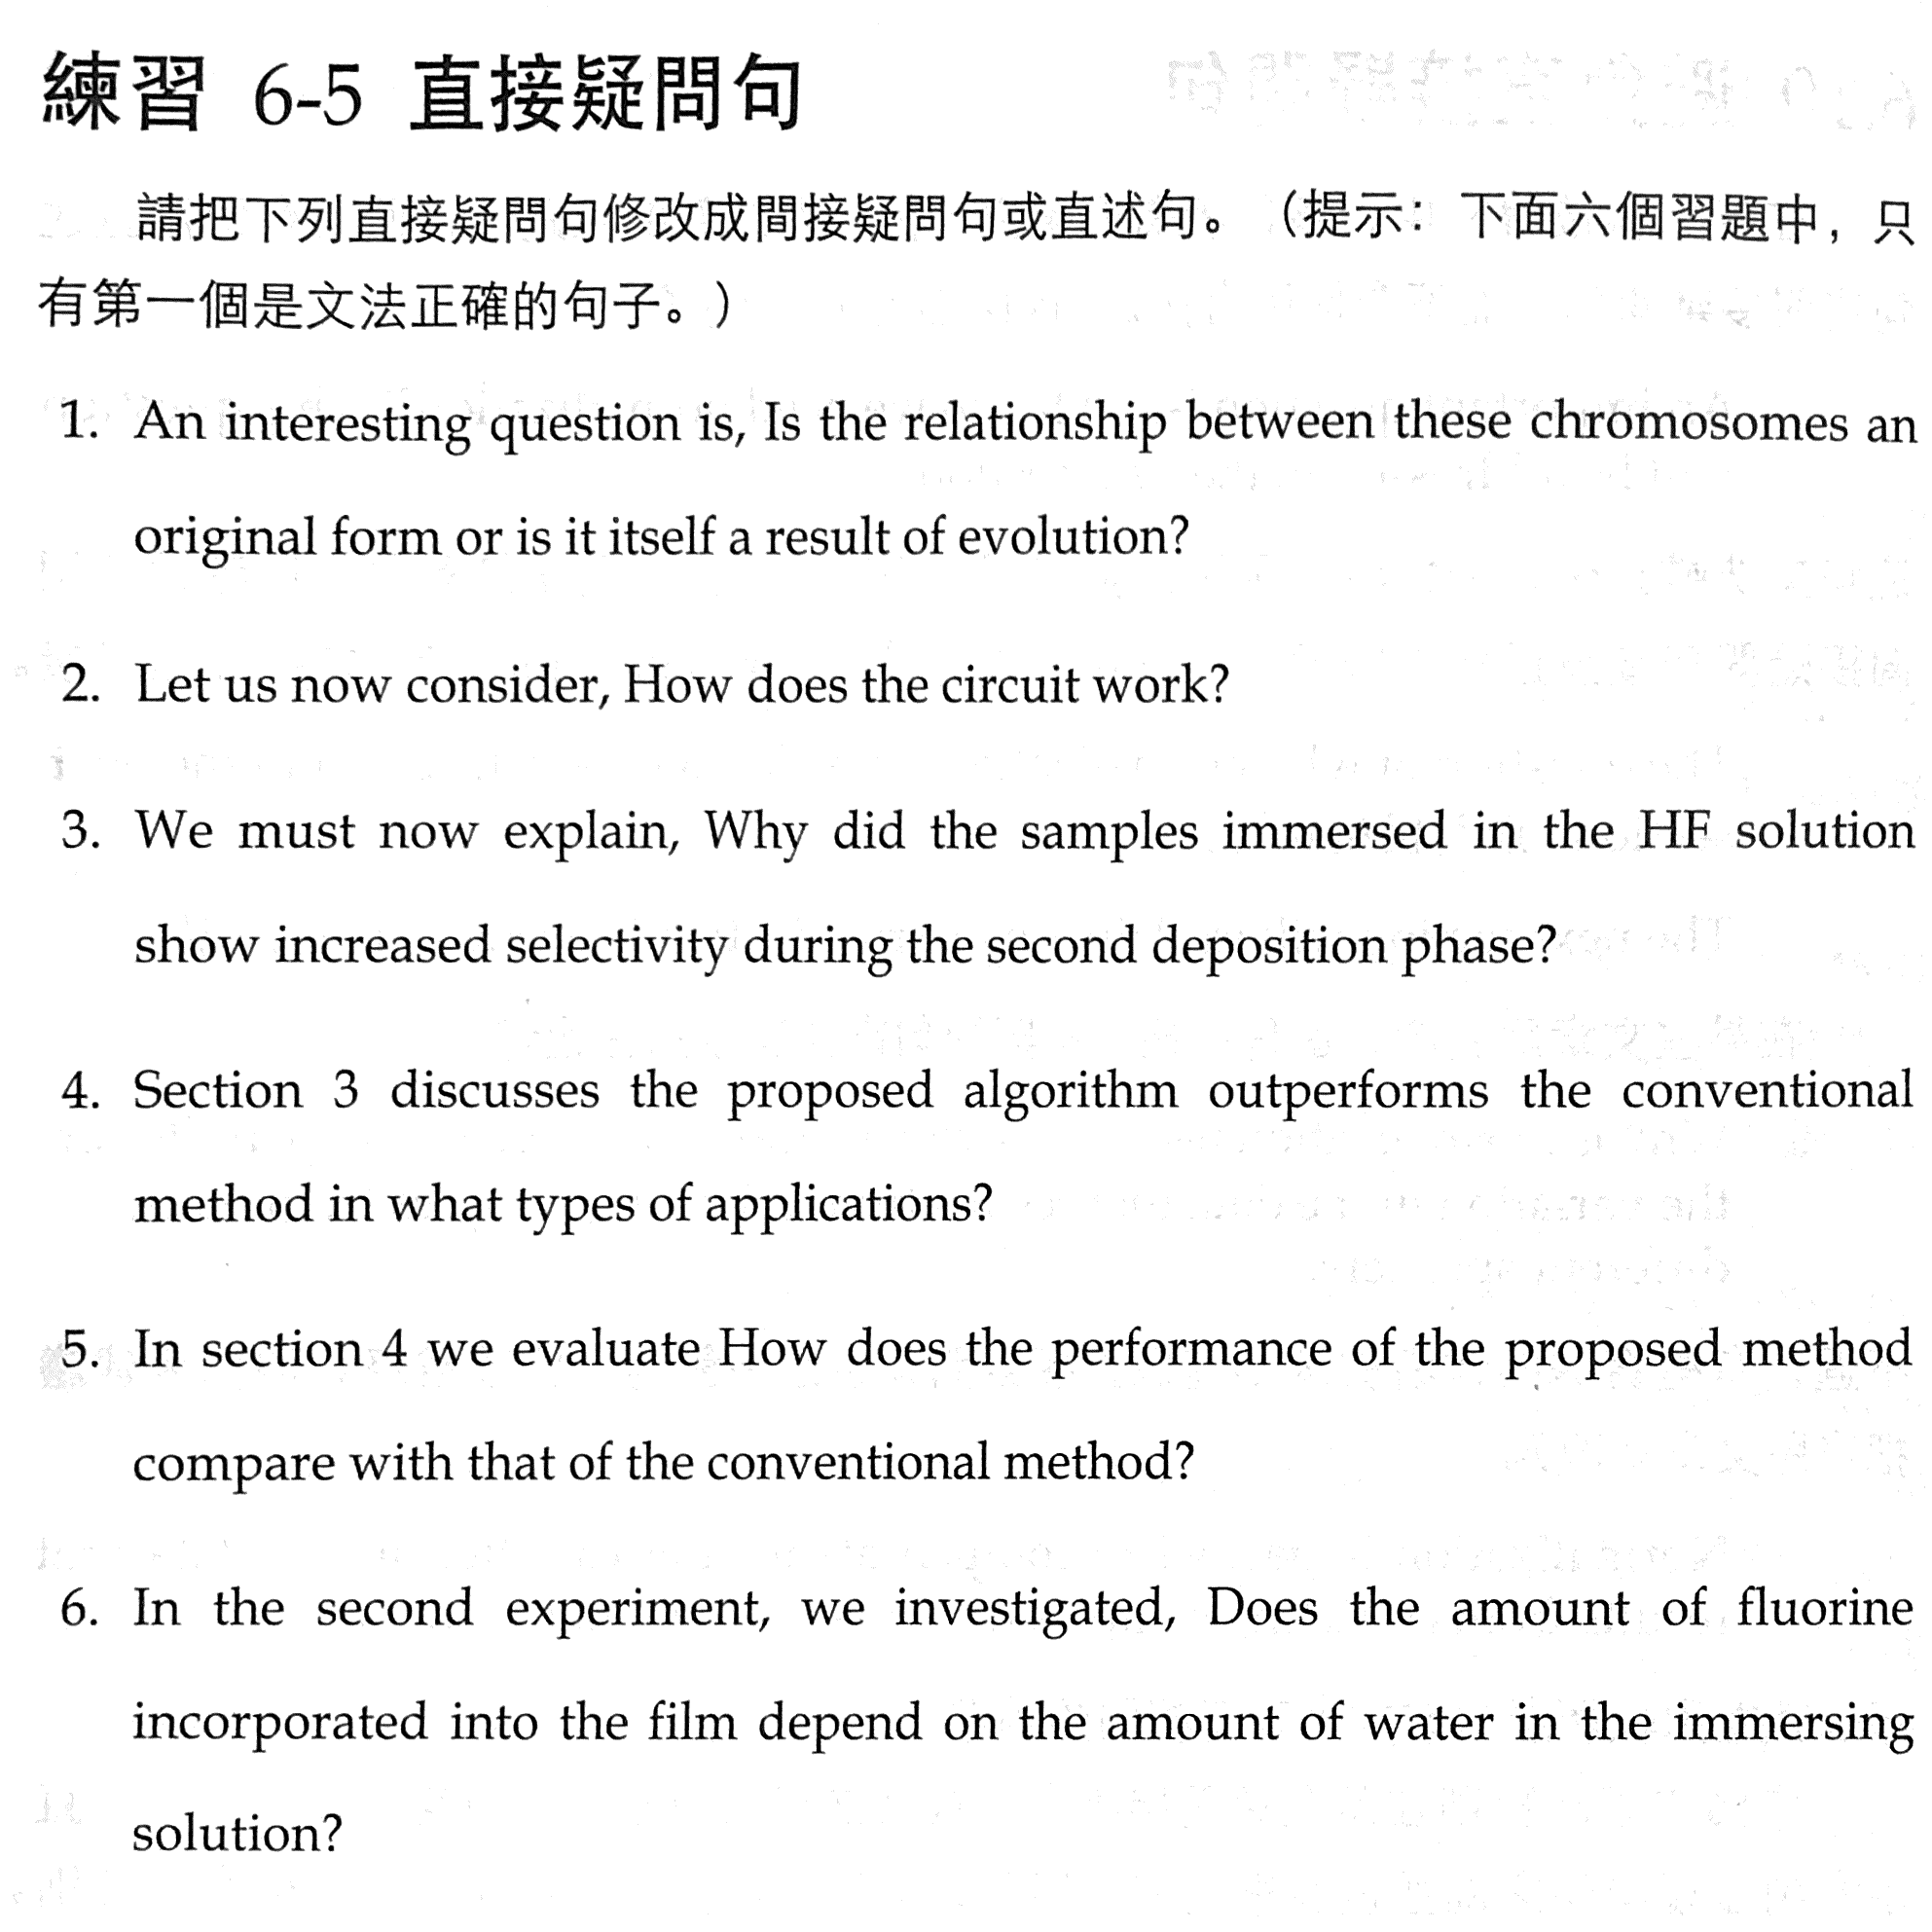 練習 6-5 直接疑問句
請把下列直接疑問句修改成間接疑問句或直述句。（提示：下面六個習題中，只
有第一個是文法正確的句子。）
1. An interesting question is, Is the relationship between these chromosomes an
original form or is it itself a result of evolution?
2. Let us now consider, How does the circuit work?
3. We must now explain, Why did the samples immersed in the HF solution
show increased selectivity during the second deposition phase?
4. Section 3 discusses the proposed algorithm outperforms the conventional
method in what types of applications?
5. In section 4 we evaluate How does the performance of the proposed method
compare with that of the conventional method?
6. In the second experiment, we investigated, Does the amount of fluorine
incorporated into the film depend on the amount of water in the immersing
solution?